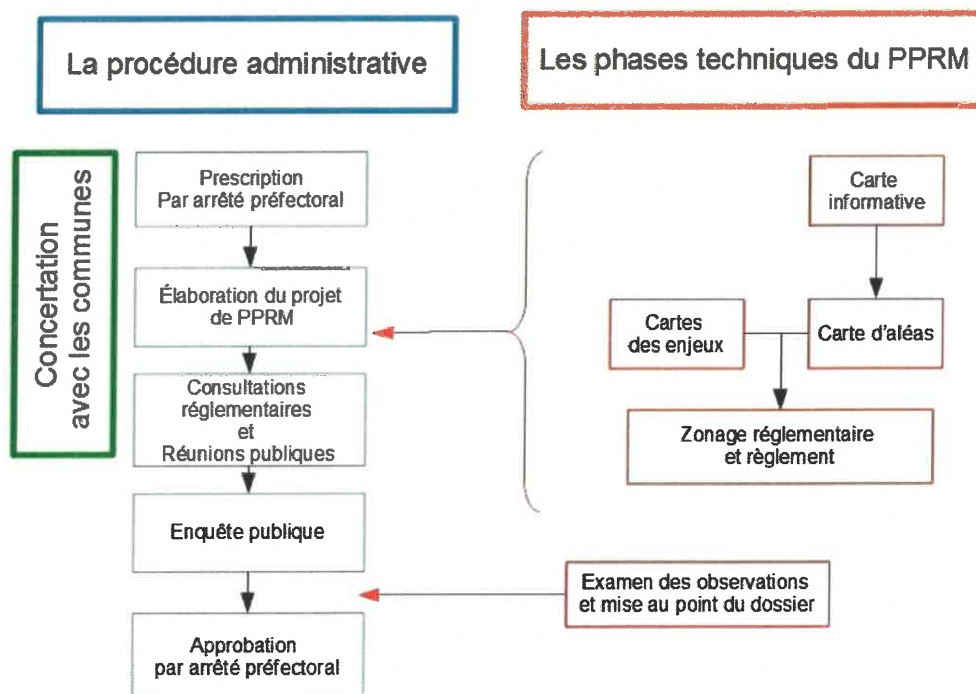 La procédure administrative
Les phases techniques du PPRM
Concertation
avec les communes
Prescription
Par arrêté préfectoral
Élaboration du projet
de PPRM
Consultations
réglementaires
et
Réunions publiques
Enquête publique
Approbation
par arrêté préfectoral
Carte
informative
Cartes
des enjeux
Carte d'aléas
Zonage réglementaire
et règlement
Examen des observations
et mise au point du dossier